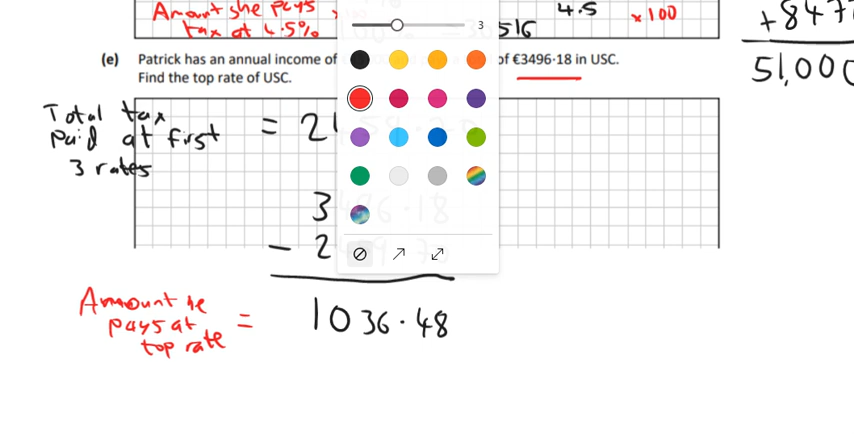 Amount she pays
tax at 4.5%
516
4.5
x100
+847
51,000
3
(e) Patrick has an annual income of
of €3496·18 in USC.
Find the top rate of USC.
Total tax
paid at first
3 rates
= 2
3
- 2
Amount he
pays at
top rate
= 1036.48